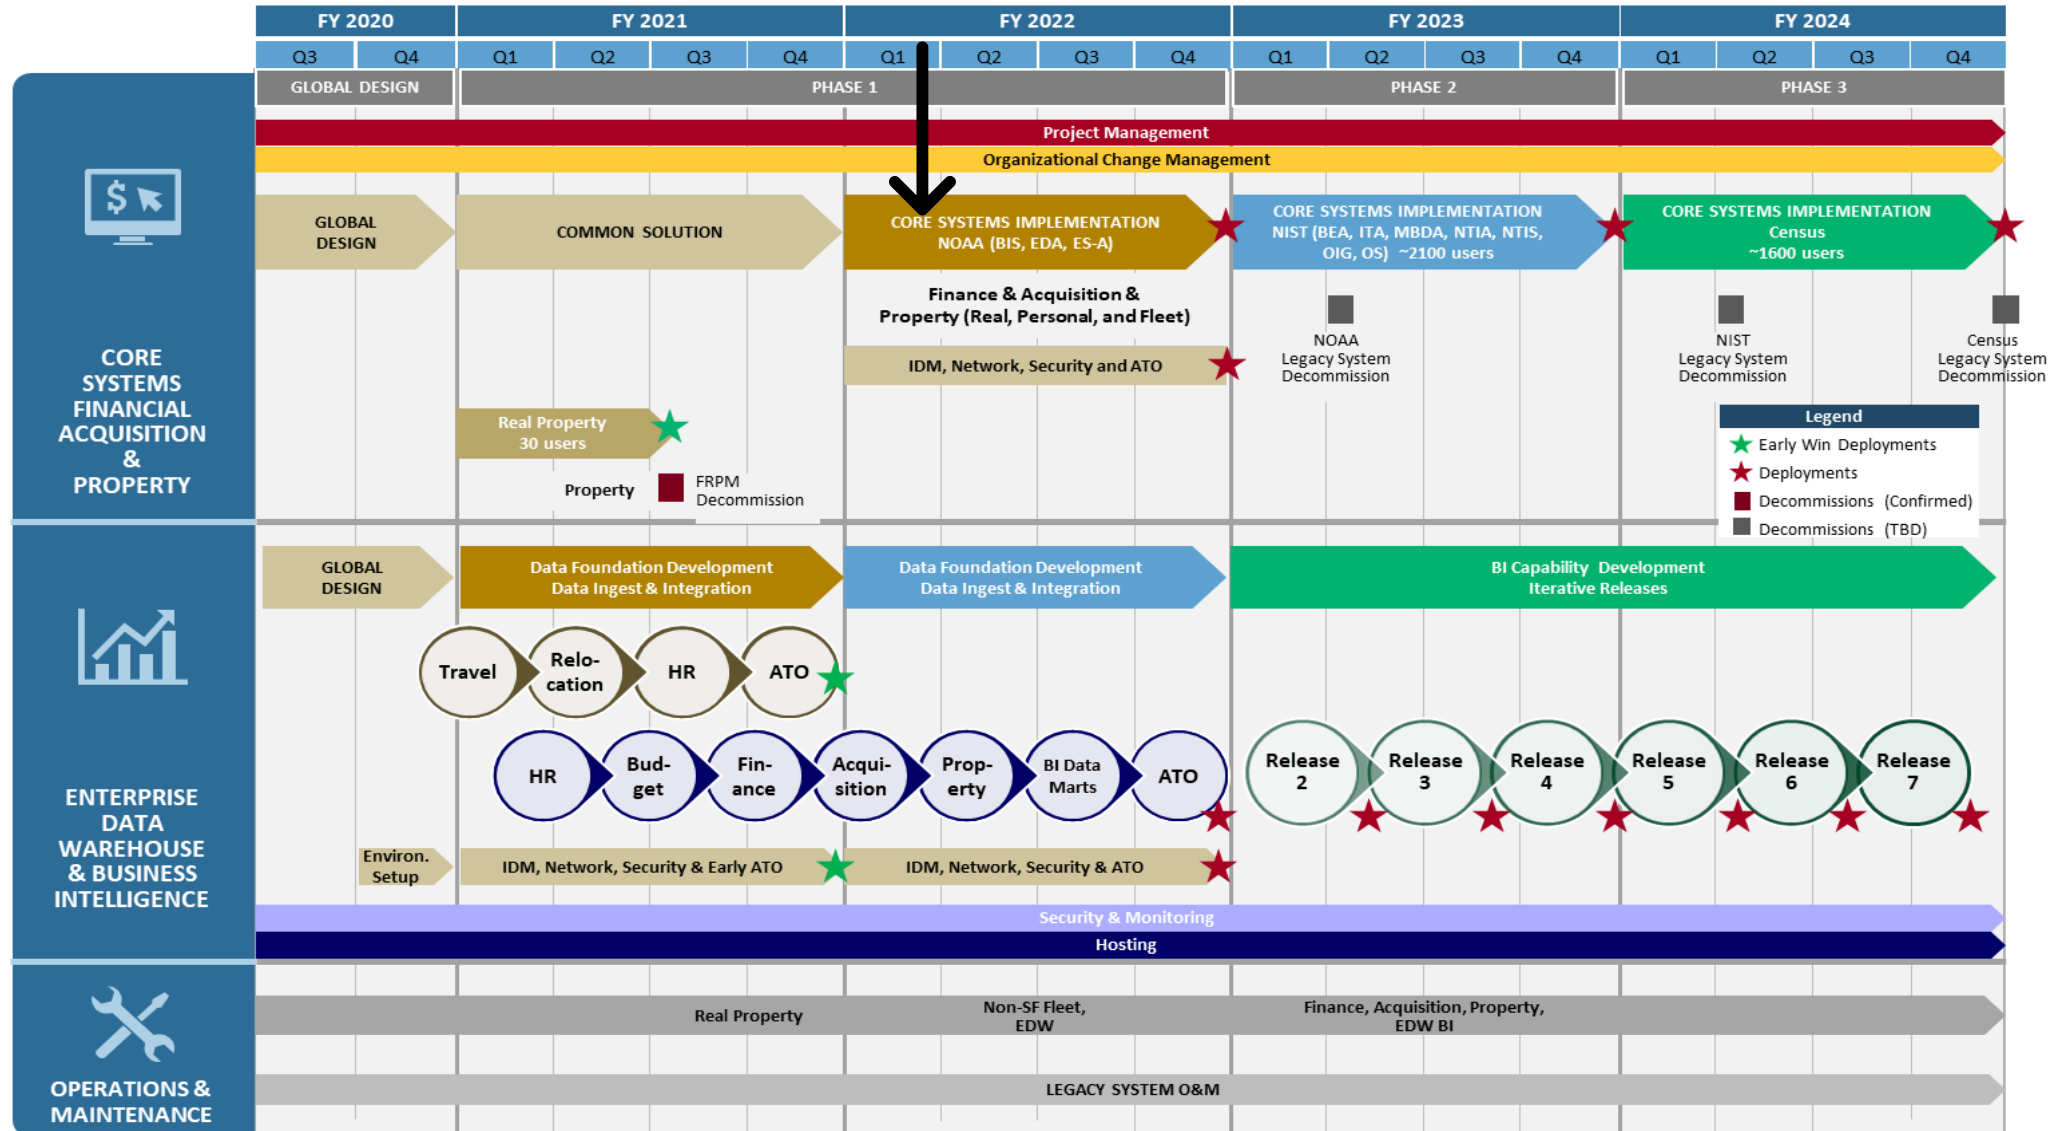 FY 2020
FY 2021
FY 2022
FY 2023
FY 2024
Q3
Q4
Q1
Q2
Q3
Q4
Q1
Q2
Q3
Q4
Q1
Q2
Q3
Q4
Q1
Q2
Q3
Q4
GLOBAL DESIGN
PHASE 1
PHASE 2
PHASE 3
Project Management
Organizational Change Management
CORE
SYSTEMS
FINANCIAL
ACQUISITION
&
PROPERTY
GLOBAL
DESIGN
COMMON SOLUTION
CORE SYSTEMS IMPLEMENTATION
NOAA (BIS, EDA, ES-A)
CORE SYSTEMS IMPLEMENTATION
NIST (BEA, ITA, MBDA, NTIA, NTIS,
OIG, OS) ~2100 users
CORE SYSTEMS IMPLEMENTATION
Census
~1600 users
Finance & Acquisition &
Property (Real, Personal, and Fleet)
IDM, Network, Security and ATO
NOAA
Legacy System
Decommission
NIST
Legacy System
Decommission
Census
Legacy System
Decommission
Real Property
30 users
Property
FRPM
Decommission
Legend
Early Win Deployments
Deployments
Decommissions (Confirmed)
Decommissions (TBD)
ENTERPRISE
DATA
WAREHOUSE
& BUSINESS
INTELLIGENCE
GLOBAL
DESIGN
Data Foundation Development
Data Ingest & Integration
Data Foundation Development
Data Ingest & Integration
BI Capability Development
Iterative Releases
Travel
Relo-
cation
HR
ATO
HR
Bud-
get
Fin-
ance
Acqui-
sition
Prop-
erty
BI Data
Marts
ATO
Release
2
Release
3
Release
4
Release
5
Release
6
Release
7
Environ.
Setup
IDM, Network, Security & Early ATO
IDM, Network, Security & ATO
Security & Monitoring
Hosting
OPERATIONS &
MAINTENANCE
Real Property
Non-SF Fleet,
EDW
Finance, Acquisition, Property,
EDW BI
LEGACY SYSTEM O&M